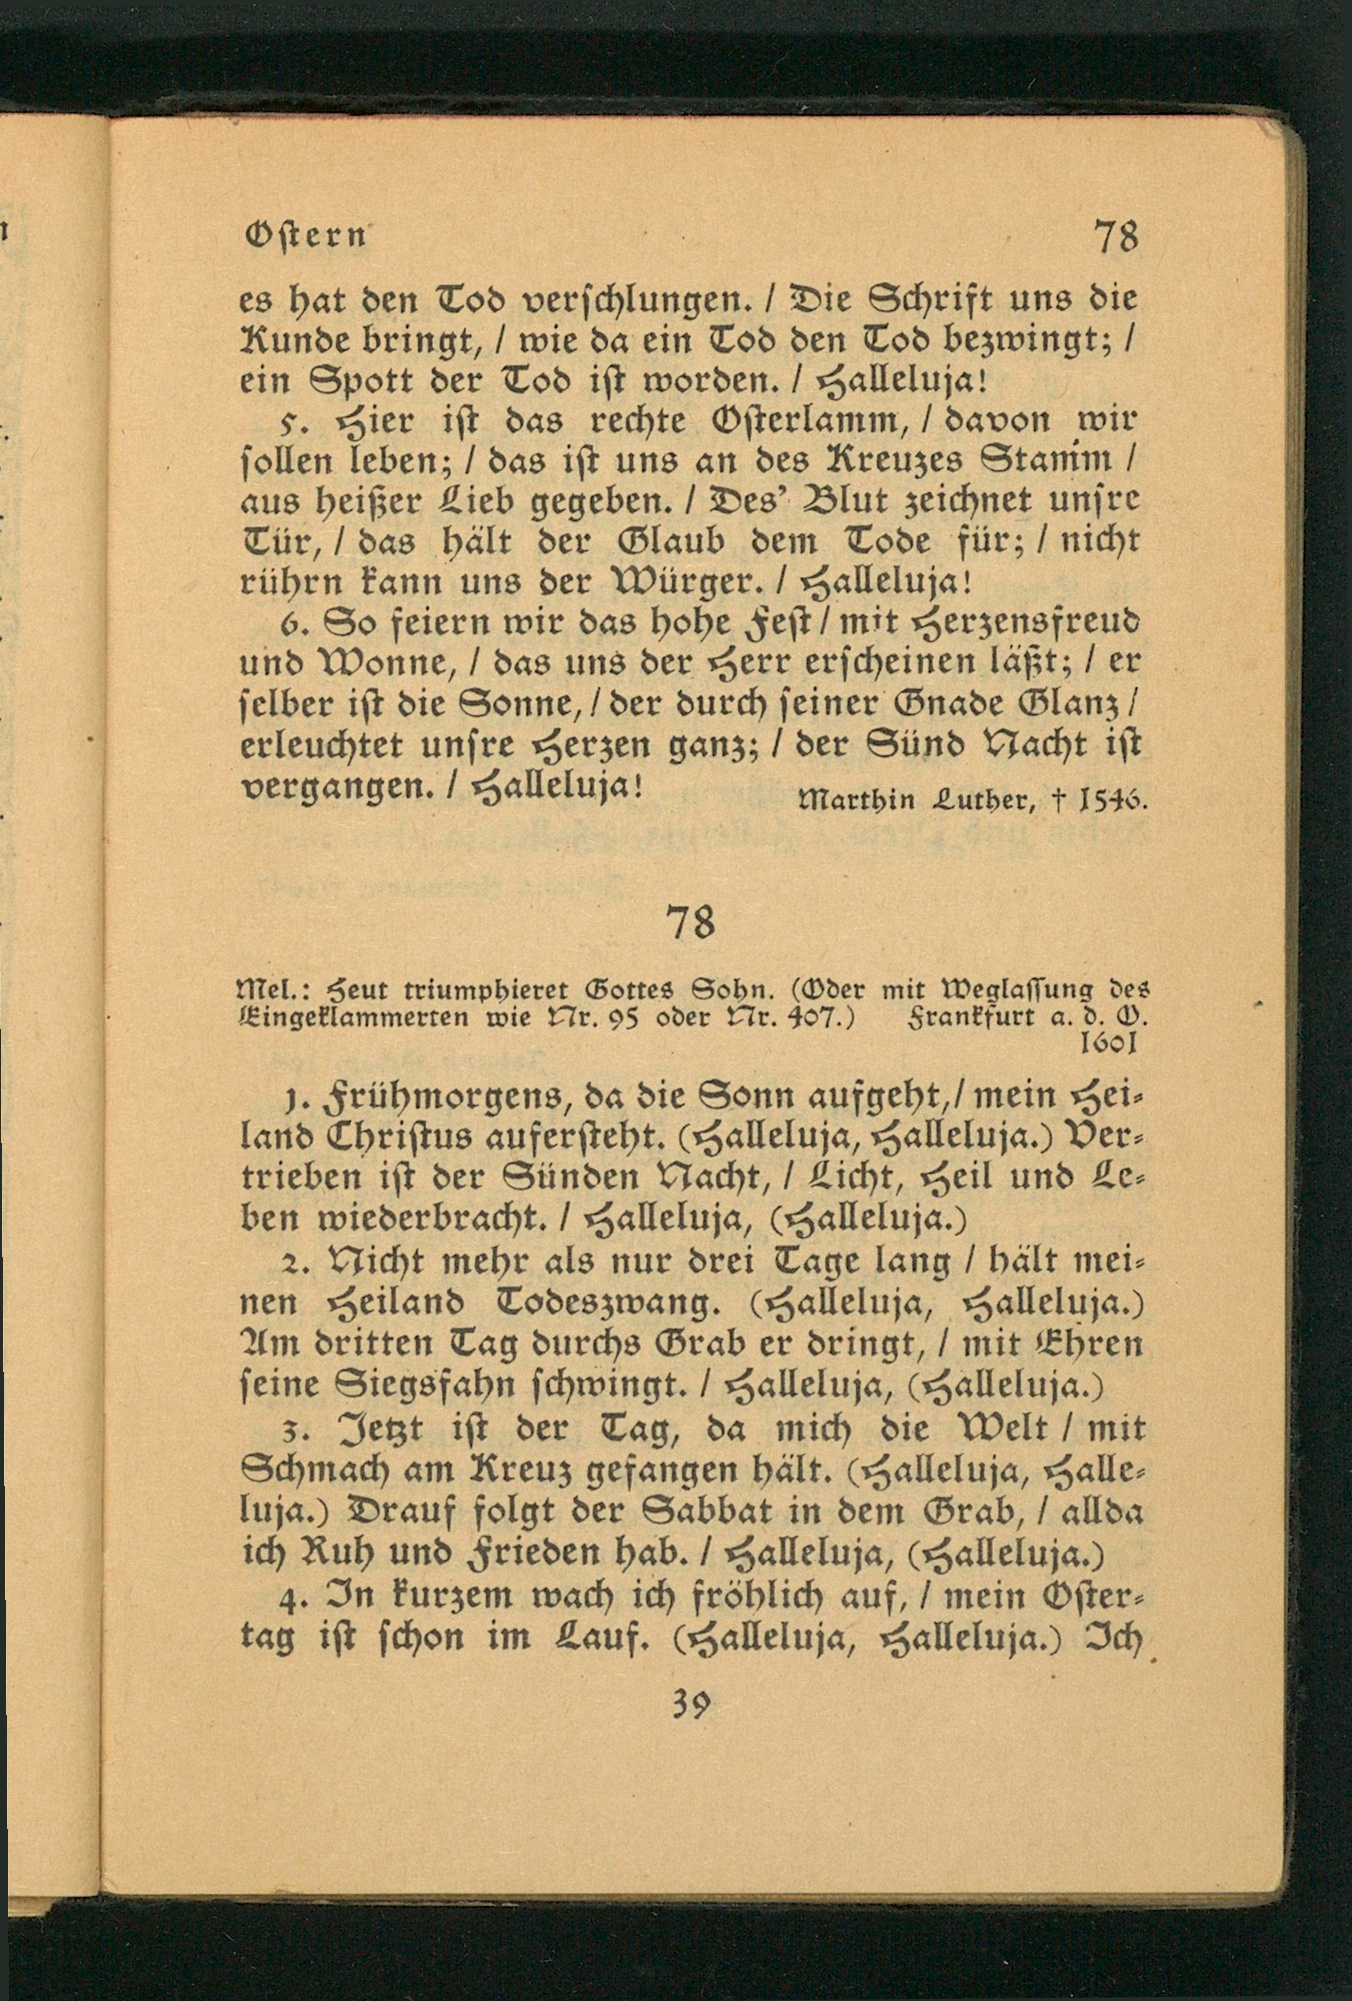 Ostern 78
es hat den Tod verschlungen. / Die Schrift uns die
Kunde bringt, / wie da ein Tod den Tod bezwingt; /
ein Spott der Tod ist worden. / Halleluja!
5. Hier ist das rechte Osterlamm, / davon wir
sollen leben; / das ist uns an des Kreuzes Stamm /
aus heißer Lieb gegeben. / Des' Blut zeichnet unsre
Tür, / das hält der Glaub dem Tode für; / nicht
rührn kann uns der Würger. / Halleluja!
6. So feiern wir das hohe Fest / mit Herzensfreud
und Wonne, / das uns der Herr erscheinen läßt; / er
selber ist die Sonne, / der durch seiner Gnade Glanz /
erleuchtet unsre Herzen ganz; / der Sünd Nacht ist
vergangen. / Halleluja!
Marthin Luther, † 1546.
78
Mel.: Heut triumphieret Gottes Sohn. (Oder mit Weglassung des
Eingeklammerten wie Nr. 95 oder Nr. 407.) Frankfurt a. d. O.
1601
1. Frühmorgens, da die Sonn aufgeht, / mein Hei-
land Christus aufersteht. (Halleluja, Halleluja.) Ver-
trieben ist der Sünden Nacht, / Licht, Heil und Le-
ben wiederbracht. / Halleluja, (Halleluja.)
2. Nicht mehr als nur drei Tage lang / hält mei-
nen Heiland Todeszwang. (Halleluja, Halleluja.)
Am dritten Tag durchs Grab er dringt, / mit Ehren
seine Siegsfahn schwingt. / Halleluja, (Halleluja.)
3. Jetzt ist der Tag, da mich die Welt / mit
Schmach am Kreuz gefangen hält. (Halleluja, Halle-
luja.) Drauf folgt der Sabbat in dem Grab, / allda
ich Ruh und Frieden hab. / Halleluja, (Halleluja.)
4. In kurzem wach ich fröhlich auf, / mein Oster-
tag ist schon im Lauf. (Halleluja, Halleluja.) Ich
39